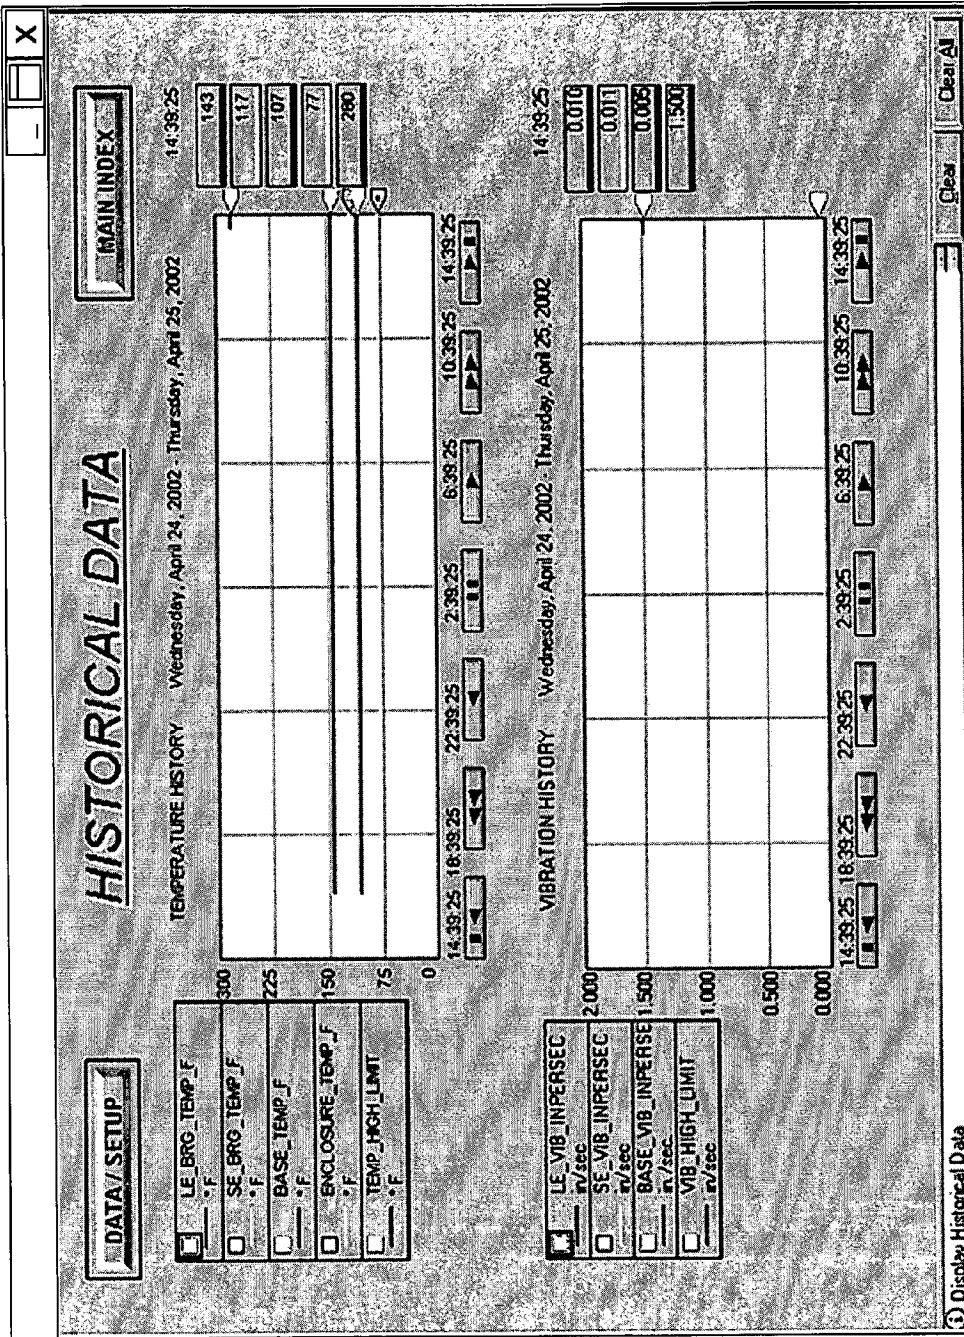 X
DATA / SETUP
HISTORICAL DATA
MAIN INDEX
TEMPERATURE HISTORY Wednesday, April 24, 2002 - Thursday, April 25, 2002 14:39:25
LE_BRG_TEMP_F
° F
SE_BRG_TEMP_F
° F
BASE_TEMP_F
° F
ENCLOSURE_TEMP_F
° F
TEMP_HIGH_LIMIT
° F
300
225
150
75
0
143
117
107
77
280
14:39:25 18:39:25 22:39:25 2:39:25 6:39:25 10:39:25 14:39:25
VIBRATION HISTORY Wednesday, April 24, 2002 - Thursday, April 25, 2002 14:39:25
LE_VIB_INPERSEC
in/sec
SE_VIB_INPERSEC
in/sec
BASE_VIB_INPERSE
in/sec
VIB_HIGH_LIMIT
in/sec
2.000
1.500
1.000
0.500
0.000
0.010
0.011
0.005
1.500
14:39:25 18:39:25 22:39:25 2:39:25 6:39:25 10:39:25 14:39:25
Display Historical Data
Clear
Clear All